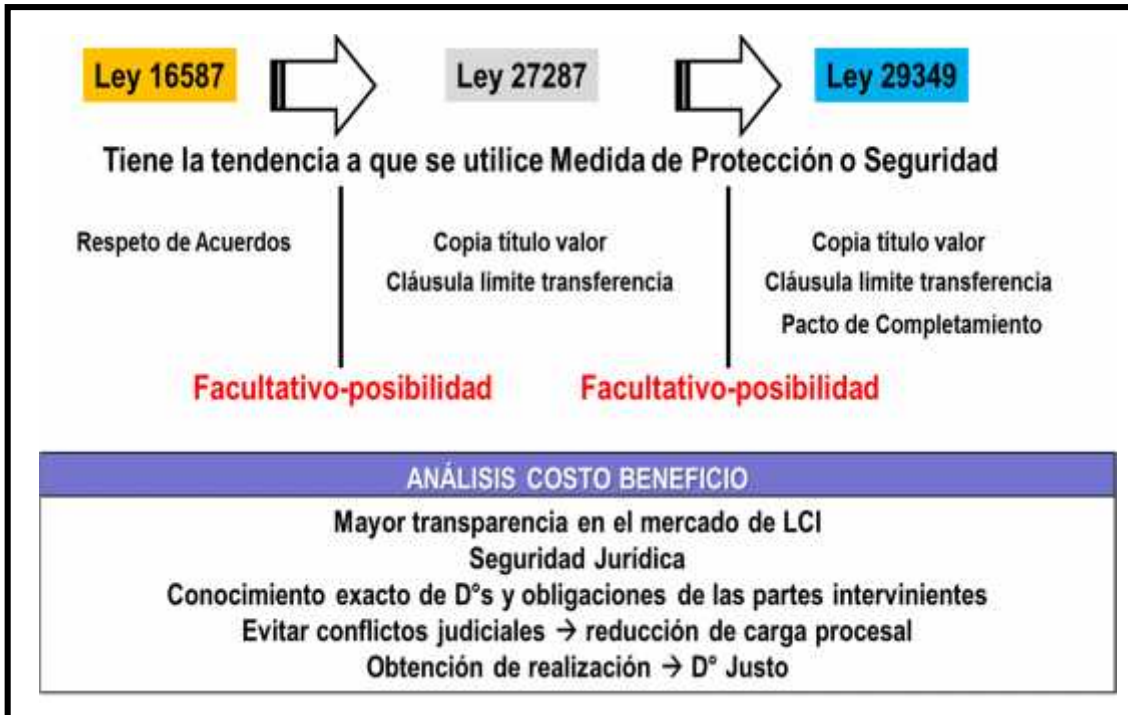 Ley 16587
Ley 27287
Ley 29349
Tiene la tendencia a que se utilice Medida de Protección o Seguridad
Respeto de Acuerdos
Copia título valor
Cláusula limite transferencia
Copia título valor
Cláusula limite transferencia
Pacto de Completamiento
Facultativo-posibilidad
Facultativo-posibilidad
ANÁLISIS COSTO BENEFICIO
Mayor transparencia en el mercado de LCI
Seguridad Jurídica
Conocimiento exacto de D°s y obligaciones de las partes intervinientes
Evitar conflictos judiciales → reducción de carga procesal
Obtención de realización → D° Justo